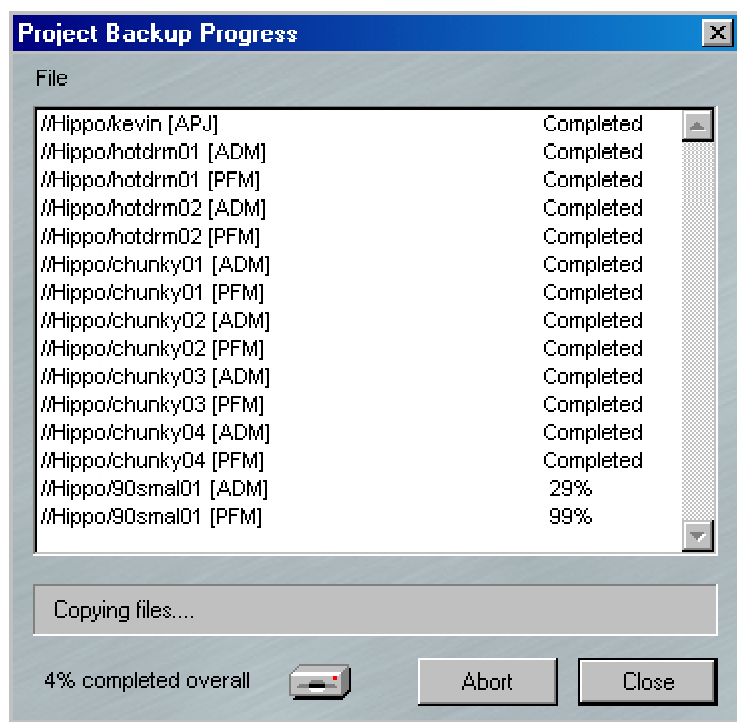 Project Backup Progress
File
//Hippo/kevin [APJ] Completed
//Hippo/hotdrm01 [ADM] Completed
//Hippo/hotdrm01 [PFM] Completed
//Hippo/hotdrm02 [ADM] Completed
//Hippo/hotdrm02 [PFM] Completed
//Hippo/chunky01 [ADM] Completed
//Hippo/chunky01 [PFM] Completed
//Hippo/chunky02 [ADM] Completed
//Hippo/chunky02 [PFM] Completed
//Hippo/chunky03 [ADM] Completed
//Hippo/chunky03 [PFM] Completed
//Hippo/chunky04 [ADM] Completed
//Hippo/chunky04 [PFM] Completed
//Hippo/90smal01 [ADM] 29%
//Hippo/90smal01 [PFM] 99%
Copying files....
4% completed overall Abort Close